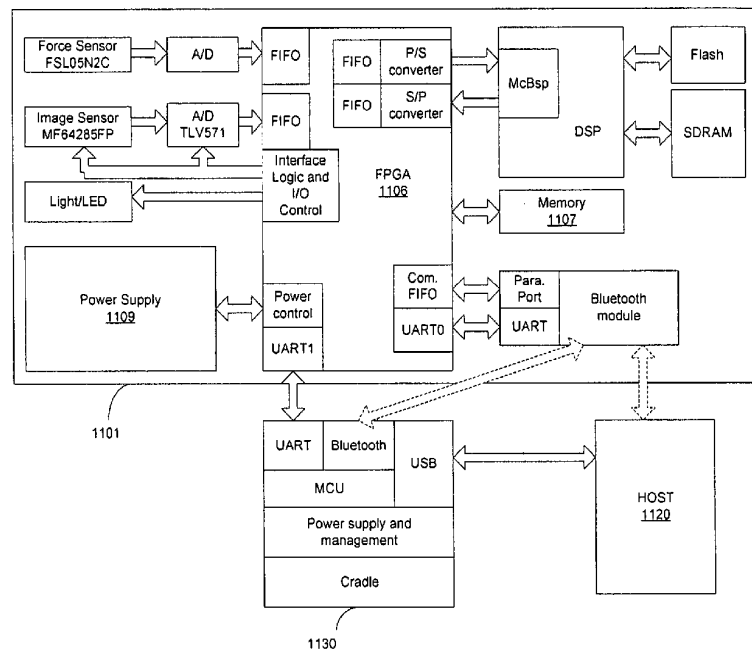 Force Sensor
FSL05N2C
A/D
FIFO
FIFO
P/S
converter
McBsp
DSP
Flash
Image Sensor
MF64285FP
A/D
TLV571
FIFO
FIFO
S/P
converter
SDRAM
Interface
Logic and
I/O
Control
FPGA
1106
Light/LED
Memory
1107
Power Supply
1109
Power
control
UART1
Com.
FIFO
UART0
Para.
Port
UART
Bluetooth
module
1101
UART
Bluetooth
USB
MCU
Power supply and
management
Cradle
1130
HOST
1120